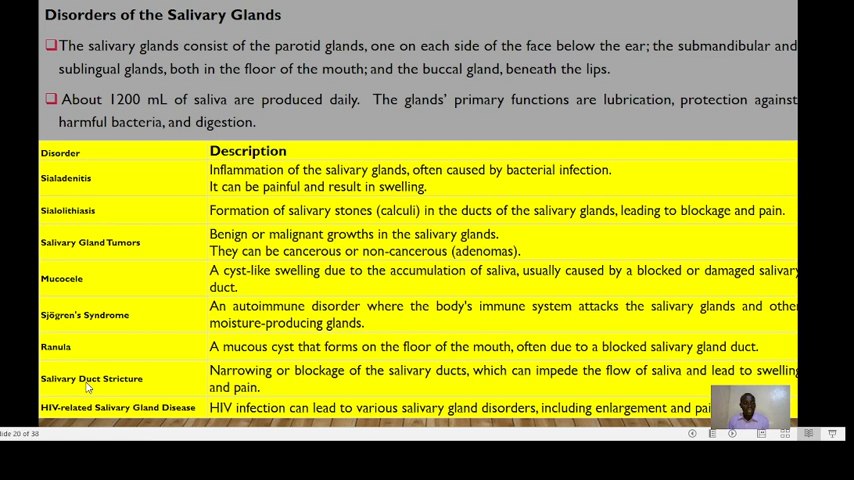 Disorders of the Salivary Glands
The salivary glands consist of the parotid glands, one on each side of the face below the ear; the submandibular and
sublingual glands, both in the floor of the mouth; and the buccal gland, beneath the lips.
About 1200 mL of saliva are produced daily. The glands' primary functions are lubrication, protection against
harmful bacteria, and digestion.
Disorder Description
Sialadenitis Inflammation of the salivary glands, often caused by bacterial infection.
It can be painful and result in swelling.
Sialolithiasis Formation of salivary stones (calculi) in the ducts of the salivary glands, leading to blockage and pain.
Salivary Gland Tumors Benign or malignant growths in the salivary glands.
They can be cancerous or non-cancerous (adenomas).
Mucocele A cyst-like swelling due to the accumulation of saliva, usually caused by a blocked or damaged salivary
duct.
Sjögren's Syndrome An autoimmune disorder where the body's immune system attacks the salivary glands and other
moisture-producing glands.
Ranula A mucous cyst that forms on the floor of the mouth, often due to a blocked salivary gland duct.
Salivary Duct Stricture Narrowing or blockage of the salivary ducts, which can impede the flow of saliva and lead to swelling
and pain.
HIV-related Salivary Gland Disease HIV infection can lead to various salivary gland disorders, including enlargement and
lide 20 of 38